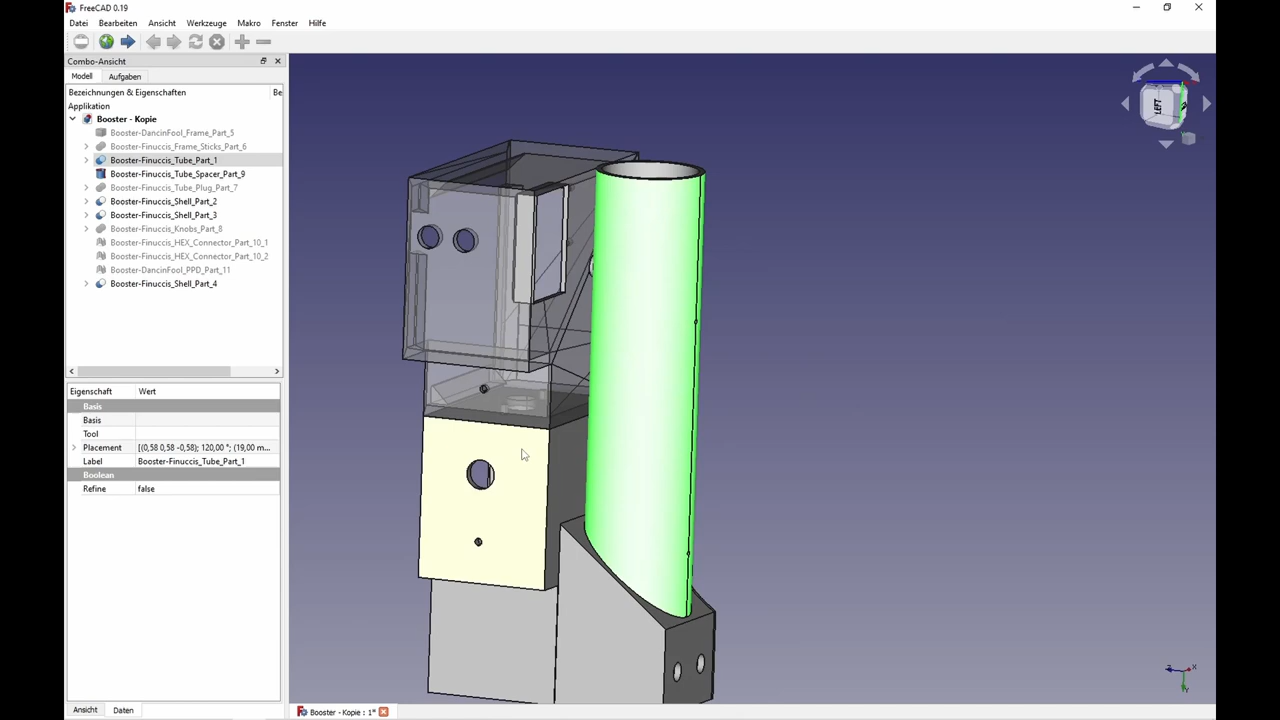 FreeCAD 0.19
Datei Bearbeiten Ansicht Werkzeuge Makro Fenster Hilfe
Combo-Ansicht
Modell Aufgaben
Bezeichnungen & Eigenschaften Be
Applikation
Booster - Kopie
Booster-DancinFool_Frame_Part_5
Booster-Finuccis_Frame_Sticks_Part_6
Booster-Finuccis_Tube_Part_1
Booster-Finuccis_Tube_Spacer_Part_9
Booster-Finuccis_Tube_Plug_Part_7
Booster-Finuccis_Shell_Part_2
Booster-Finuccis_Shell_Part_3
Booster-Finuccis_Knobs_Part_8
Booster-Finuccis_HEX_Connector_Part_10_1
Booster-Finuccis_HEX_Connector_Part_10_2
Booster-DancinFool_PPD_Part_11
Booster-Finuccis_Shell_Part_4
Eigenschaft Wert
Basis
Basis
Tool
Placement [(0,58 0,58 -0,58); 120,00 °; (19,00 m...
Label Booster-Finuccis_Tube_Part_1
Boolean
Refine false
Ansicht Daten
Booster - Kopie : 1*
LEFT
X
Y